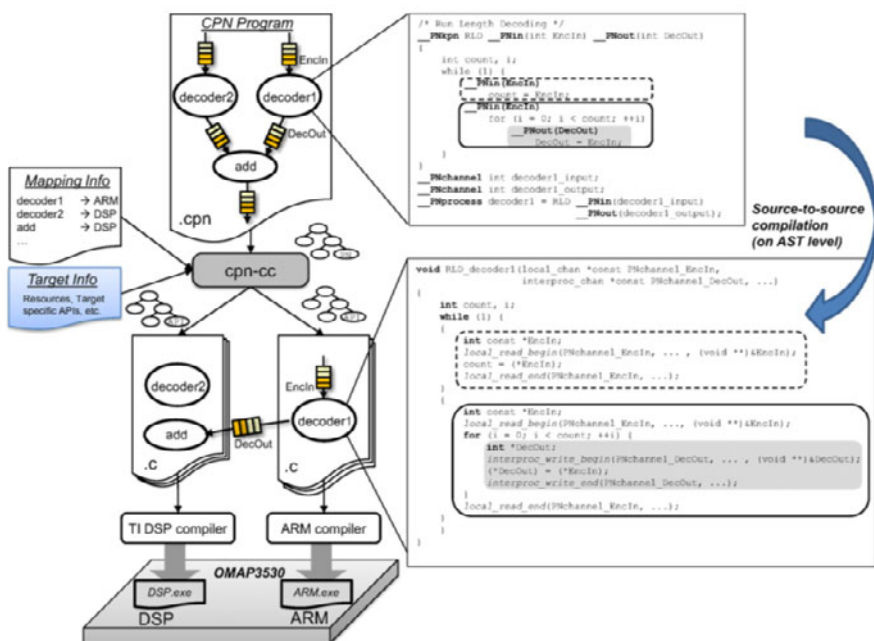 CPN Program
EncIn
decoder2
decoder1
DecOut
add
.cpn
Mapping Info
decoder1 → ARM
decoder2 → DSP
add → DSP
...
Target Info
Resources, Target
specific APIs, etc.
cpn-cc
decoder2
add
.c
EncIn
decoder1
DecOut
.c
TI DSP compiler
ARM compiler
OMAP3530
DSP.exe
ARM.exe
DSP
ARM
/* Run Length Decoding */
__PNkpn RLD __PNin(int EncIn) __PNout(int DecOut)
{
int count, i;
while (1) {
__PNin(EncIn)
count = EncIn;
__PNin(EncIn)
for (i = 0; i < count; ++i)
__PNout(DecOut)
DecOut = EncIn;
}
}
__PNchannel int decoder1_input;
__PNchannel int decoder1_output;
__PNprocess decoder1 = RLD __PNin(decoder1_input)
__PNout(decoder1_output);
Source-to-source
compilation
(on AST level)
void RLD_decoder1(local_chan *const PNchannel_EncIn,
interproc_chan *const PNchannel_DecOut, ...)
{
int count, i;
while (1) {
{
int const *EncIn;
local_read_begin(PNchannel_EncIn, ... , (void **)&EncIn);
count = (*EncIn);
local_read_end(PNchannel_EncIn, ...);
}
{
int const *EncIn;
local_read_begin(PNchannel_EncIn, ..., (void **)&EncIn);
for (i = 0; i < count; ++i) {
int *DecOut;
interproc_write_begin(PNchannel_DecOut, ... , (void **)&DecOut);
(*DecOut) = (*EncIn);
interproc_write_end(PNchannel_DecOut, ...);
}
local_read_end(PNchannel_EncIn, ...);
}
}
}